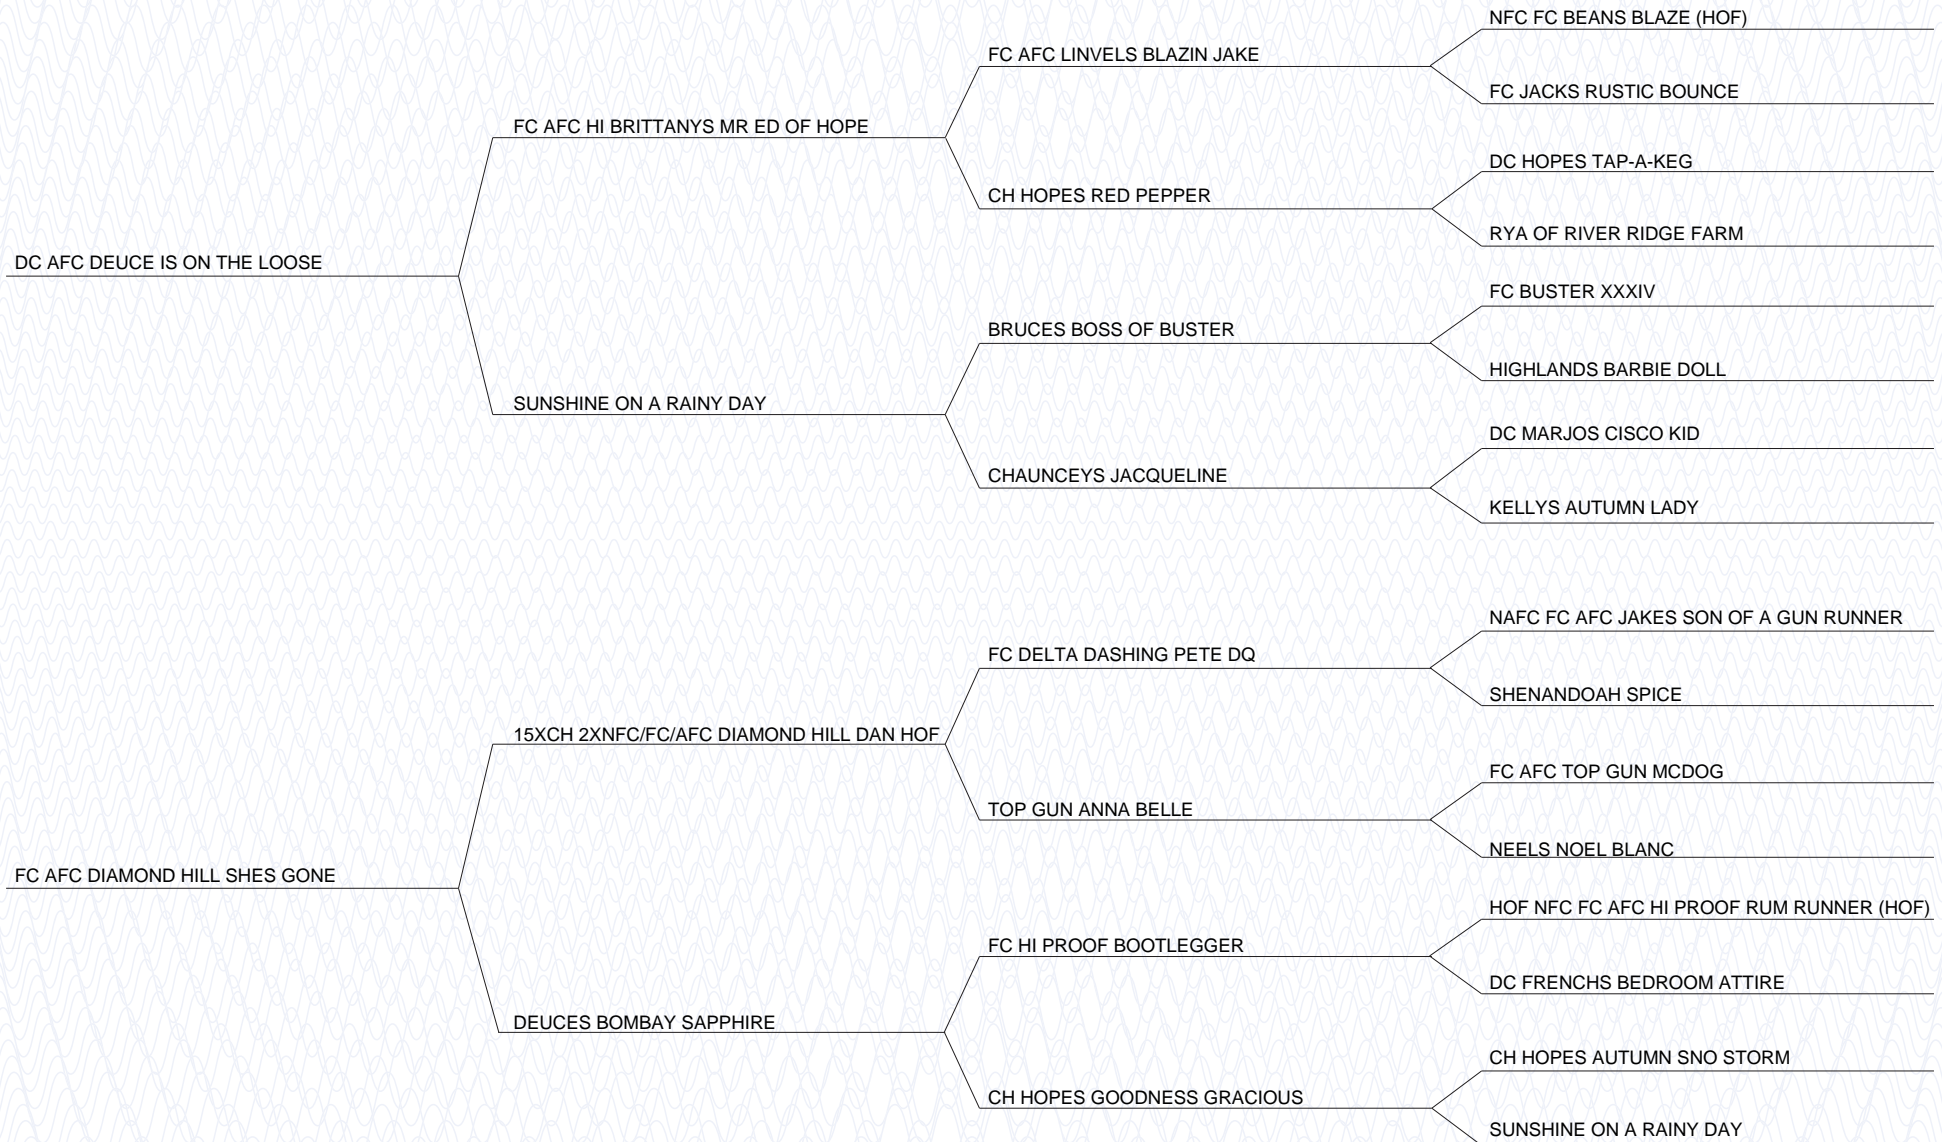 NFC FC BEANS BLAZE (HOF)
FC AFC LINVELS BLAZIN JAKE
FC JACKS RUSTIC BOUNCE
FC AFC HI BRITTANYS MR ED OF HOPE
DC HOPES TAP-A-KEG
CH HOPES RED PEPPER
RYA OF RIVER RIDGE FARM
DC AFC DEUCE IS ON THE LOOSE
FC BUSTER XXXIV
BRUCES BOSS OF BUSTER
HIGHLANDS BARBIE DOLL
SUNSHINE ON A RAINY DAY
DC MARJOS CISCO KID
CHAUNCEYS JACQUELINE
KELLYS AUTUMN LADY
NAFC FC AFC JAKES SON OF A GUN RUNNER
FC DELTA DASHING PETE DQ
SHENANDOAH SPICE
15XCH 2XNFC/FC/AFC DIAMOND HILL DAN HOF
FC AFC TOP GUN MCDOG
TOP GUN ANNA BELLE
NEELS NOEL BLANC
FC AFC DIAMOND HILL SHES GONE
HOF NFC FC AFC HI PROOF RUM RUNNER (HOF)
FC HI PROOF BOOTLEGGER
DC FRENCHS BEDROOM ATTIRE
DEUCES BOMBAY SAPPHIRE
CH HOPES AUTUMN SNO STORM
CH HOPES GOODNESS GRACIOUS
SUNSHINE ON A RAINY DAY